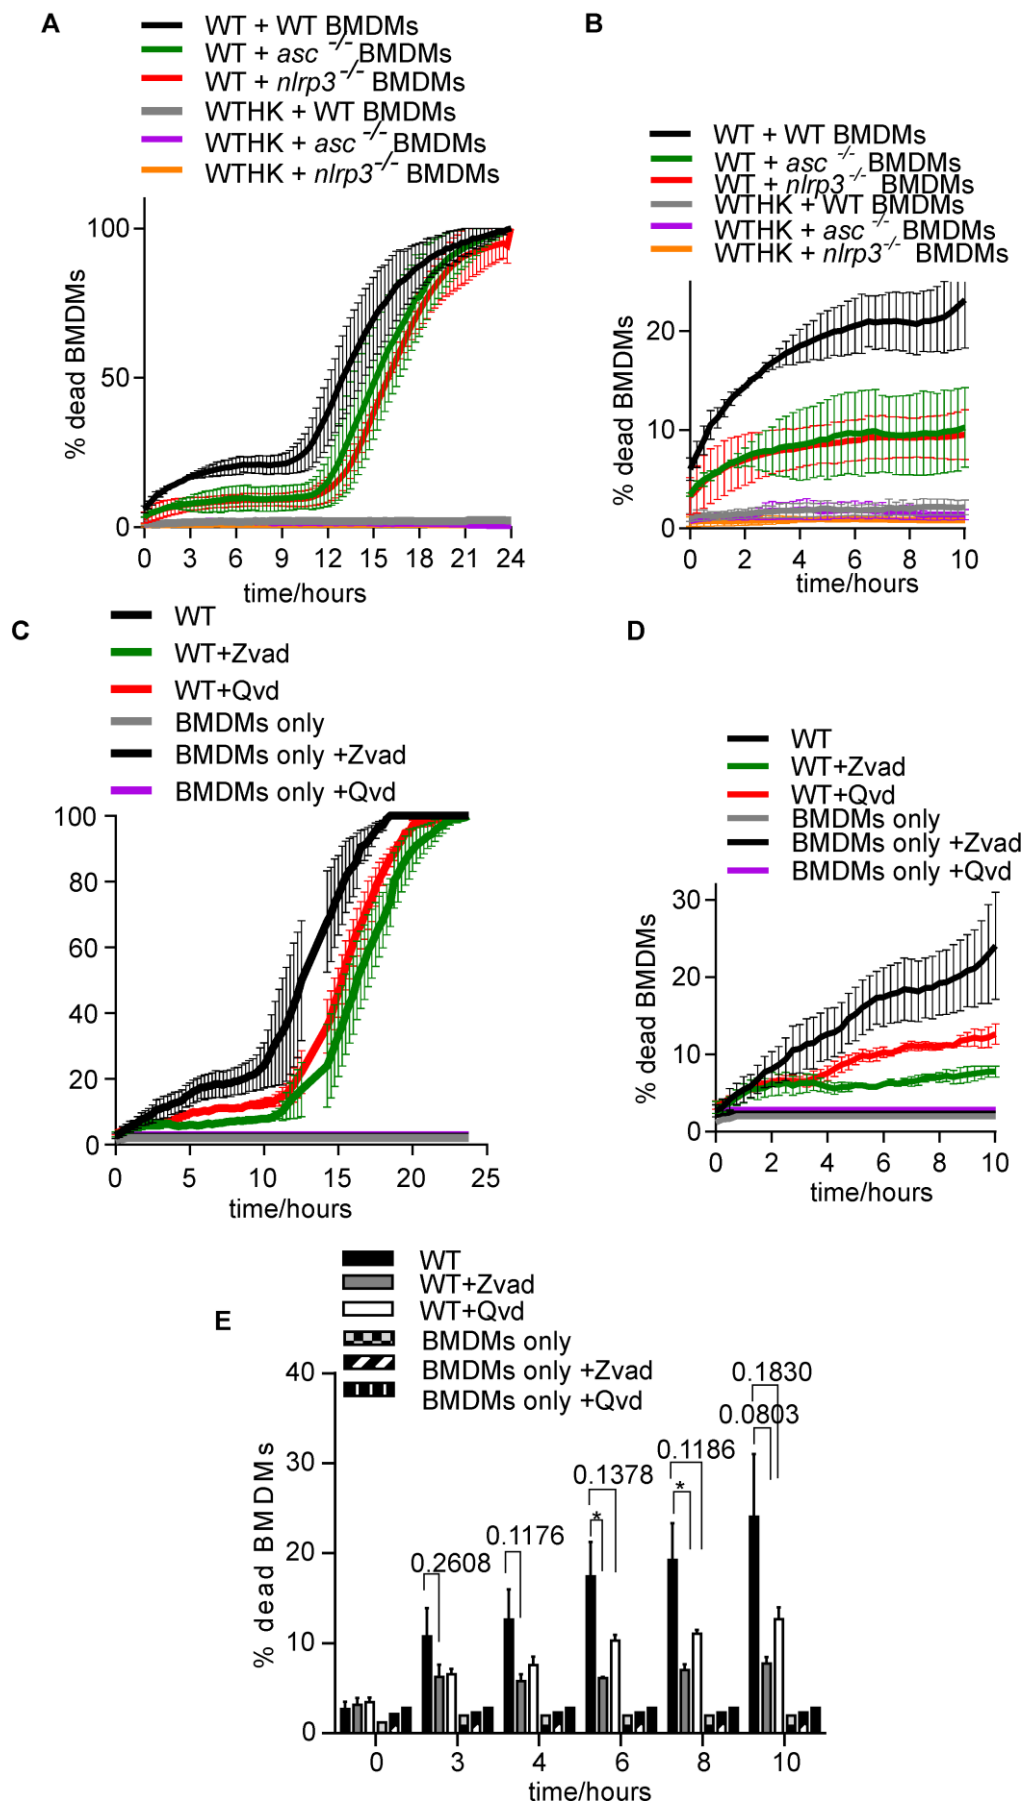 A
WT + WT BMDMs
WT + asc -/- BMDMs
WT + nlrp3 -/- BMDMs
WTHK + WT BMDMs
WTHK + asc -/- BMDMs
WTHK + nlrp3 -/- BMDMs
% dead BMDMs
100
50
0
0 3 6 9 12 15 18 21 24
time/hours
B
WT + WT BMDMs
WT + asc -/- BMDMs
WT + nlrp3 -/- BMDMs
WTHK + WT BMDMs
WTHK + asc -/- BMDMs
WTHK + nlrp3 -/- BMDMs
% dead BMDMs
20
10
0
0 2 4 6 8 10
time/hours
C
WT
WT+Zvad
WT+Qvd
BMDMs only
BMDMs only +Zvad
BMDMs only +Qvd
100
80
60
40
20
0
0 5 10 15 20 25
time/hours
D
WT
WT+Zvad
WT+Qvd
BMDMs only
BMDMs only +Zvad
BMDMs only +Qvd
% dead BMDMs
30
20
10
0
0 2 4 6 8 10
time/hours
E
WT
WT+Zvad
WT+Qvd
BMDMs only
BMDMs only +Zvad
BMDMs only +Qvd
% dead BMDMs
40
30
20
10
0
0.2608
0.1176
0.1378
*
0.1186
*
0.1830
0.0803
0 3 4 6 8 10
time/hours